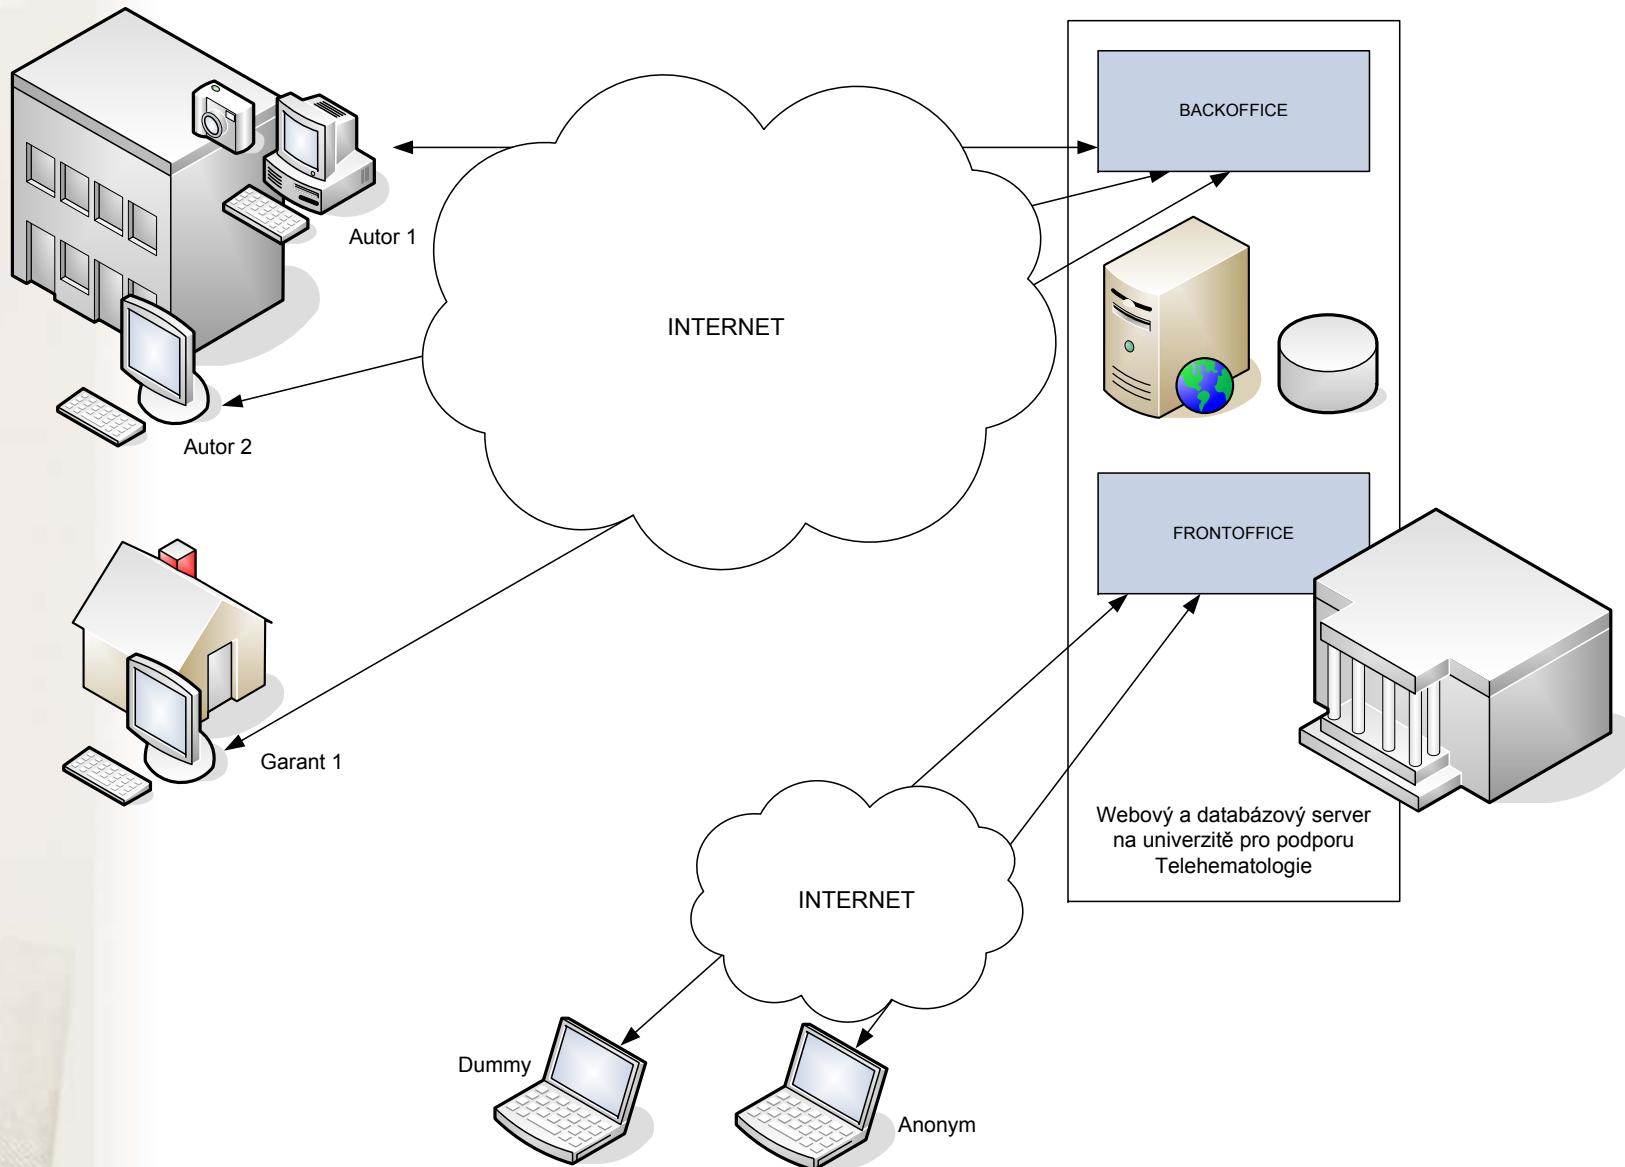 BACKOFFICE
Autor 1
INTERNET
Autor 2
FRONTOFFICE
Garant 1
Webový a databázový server
na univerzitě pro podporu
Telehematologie
INTERNET
Dummy
Anonym